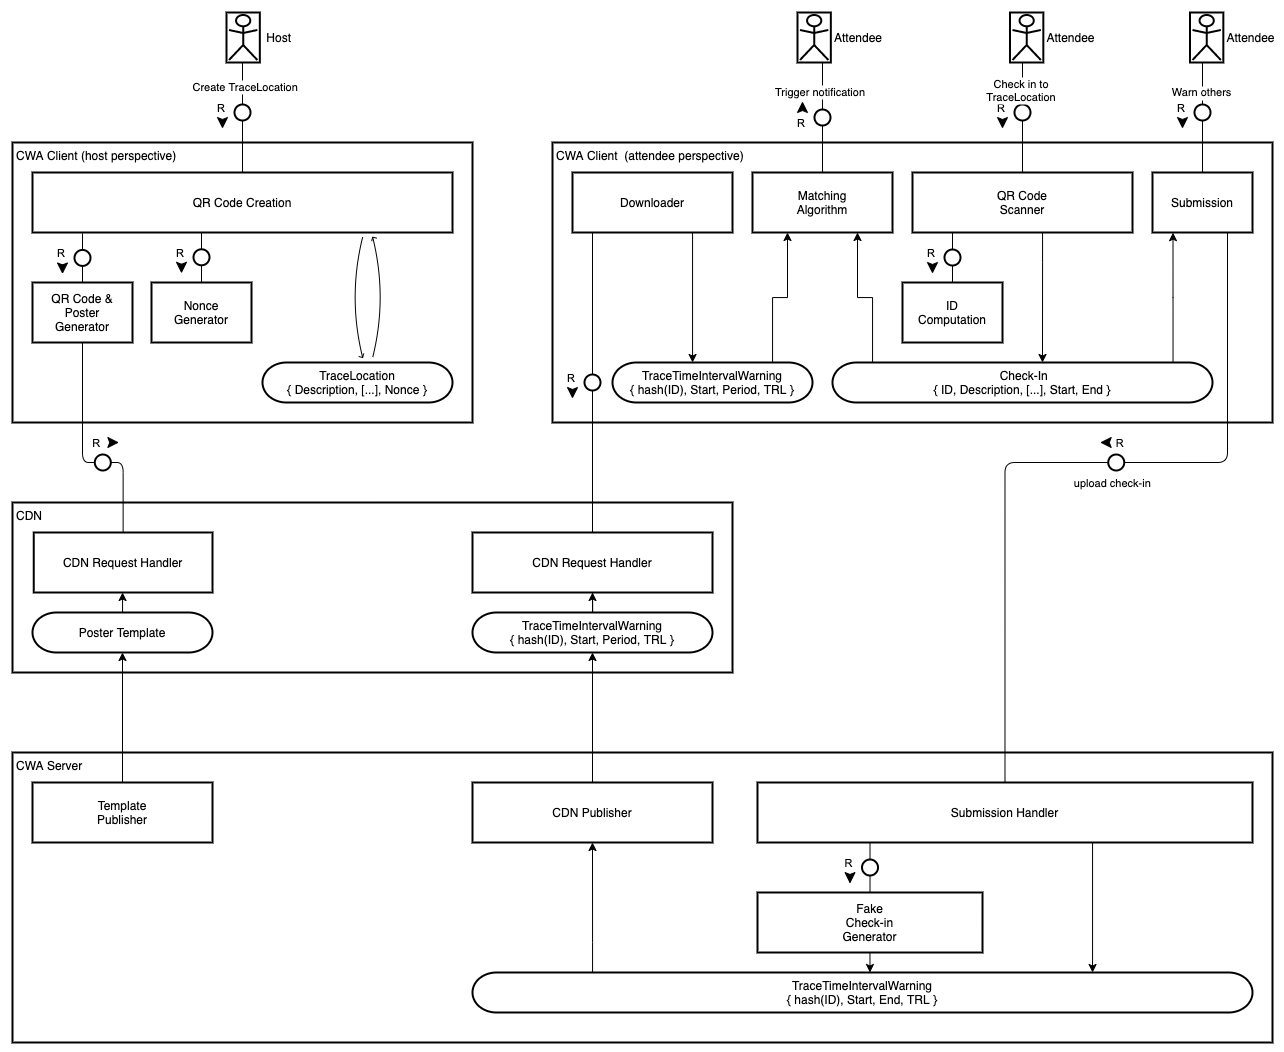 Host
Attendee
Attendee
Attendee
Create TraceLocation
R
Trigger notification
R
Check in to
TraceLocation
R
Warn others
R
CWA Client (host perspective)
QR Code Creation
R
R
QR Code &
Poster
Generator
Nonce
Generator
TraceLocation
{ Description, [...], Nonce }
CWA Client  (attendee perspective)
Downloader
Matching
Algorithm
QR Code
Scanner
Submission
R
ID
Computation
R
TraceTimeIntervalWarning
{ hash(ID), Start, Period, TRL }
Check-In
{ ID, Description, [...], Start, End }
R
R
upload check-in
CDN
CDN Request Handler
CDN Request Handler
Poster Template
TraceTimeIntervalWarning
{ hash(ID), Start, Period, TRL }
CWA Server
Template
Publisher
CDN Publisher
Submission Handler
R
Fake
Check-in
Generator
TraceTimeIntervalWarning
{ hash(ID), Start, End, TRL }